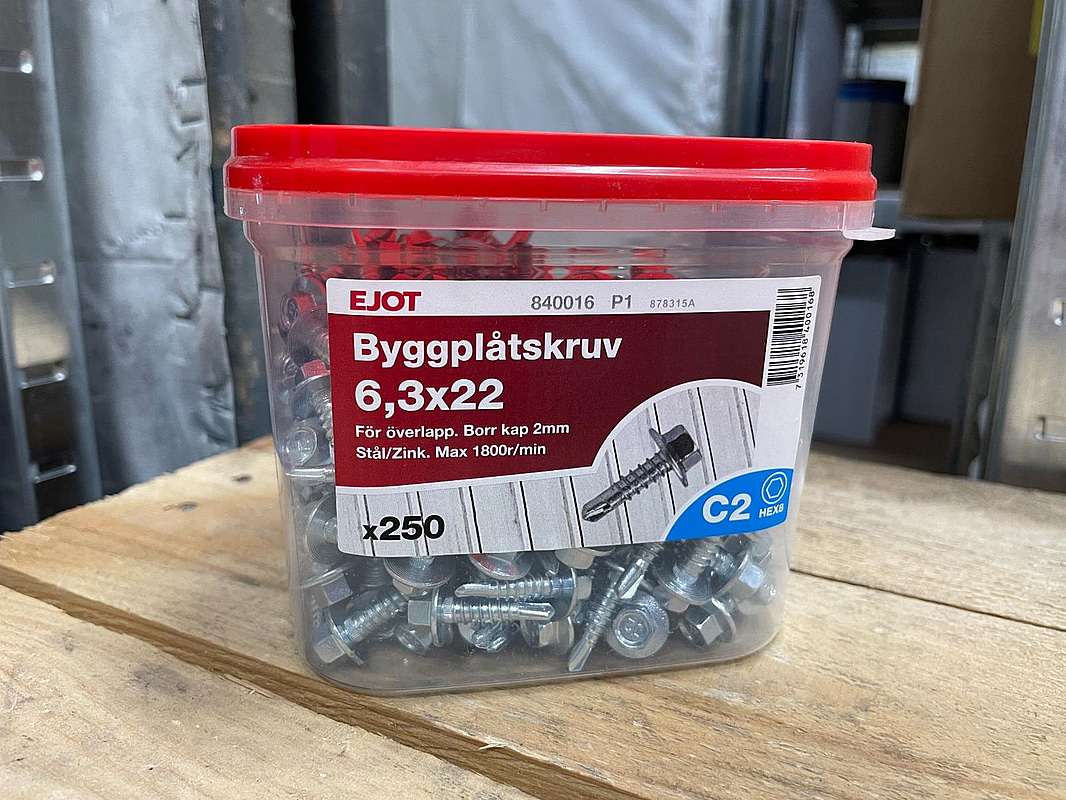 EJOT 840016 P1 878315A
Byggplåtskruv
6,3x22
För överlapp. Borr kap 2mm
Stål/Zink. Max 1800r/min
x250
C2
HEX8
7319618400168